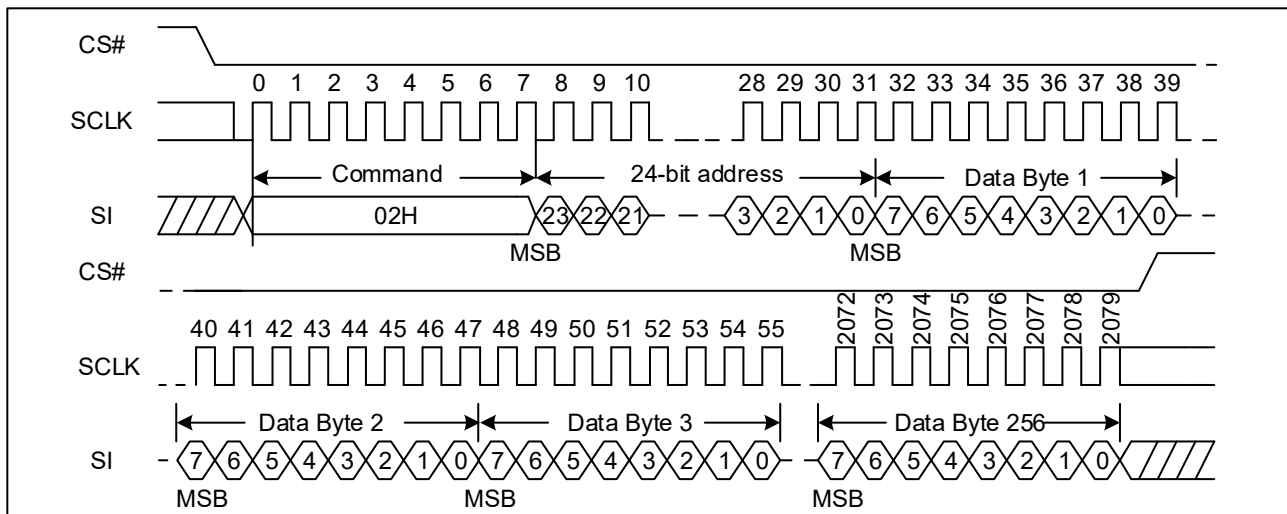 CS#
0 1 2 3 4 5 6 7 8 9 10 28 29 30 31 32 33 34 35 36 37 38 39
SCLK
Command 24-bit address Data Byte 1
SI 02H 23 22 21 3 2 1 0 7 6 5 4 3 2 1 0
MSB MSB
CS#
40 41 42 43 44 45 46 47 48 49 50 51 52 53 54 55 2072 2073 2074 2075 2076 2077 2078 2079
SCLK
Data Byte 2 Data Byte 3 Data Byte 256
SI 7 6 5 4 3 2 1 0 7 6 5 4 3 2 1 0 7 6 5 4 3 2 1 0
MSB MSB MSB